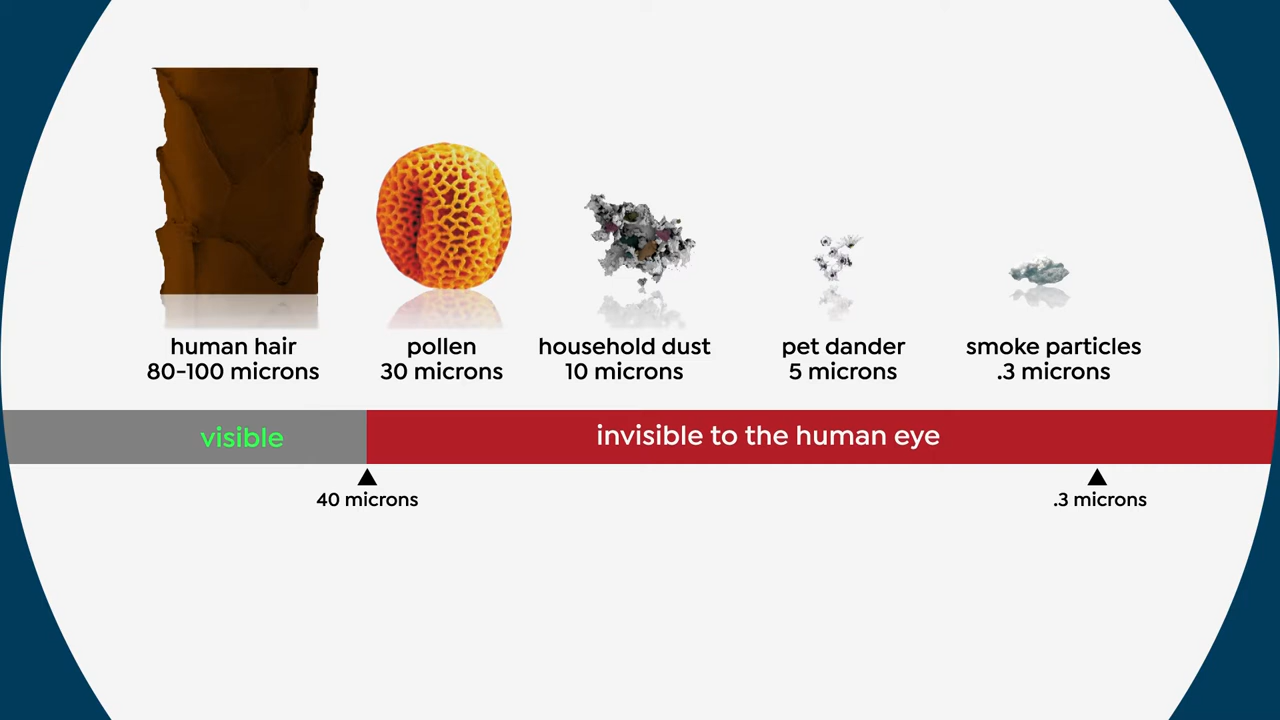 human hair
80-100 microns
pollen
30 microns
household dust
10 microns
pet dander
5 microns
smoke particles
.3 microns
visible
invisible to the human eye
40 microns
.3 microns